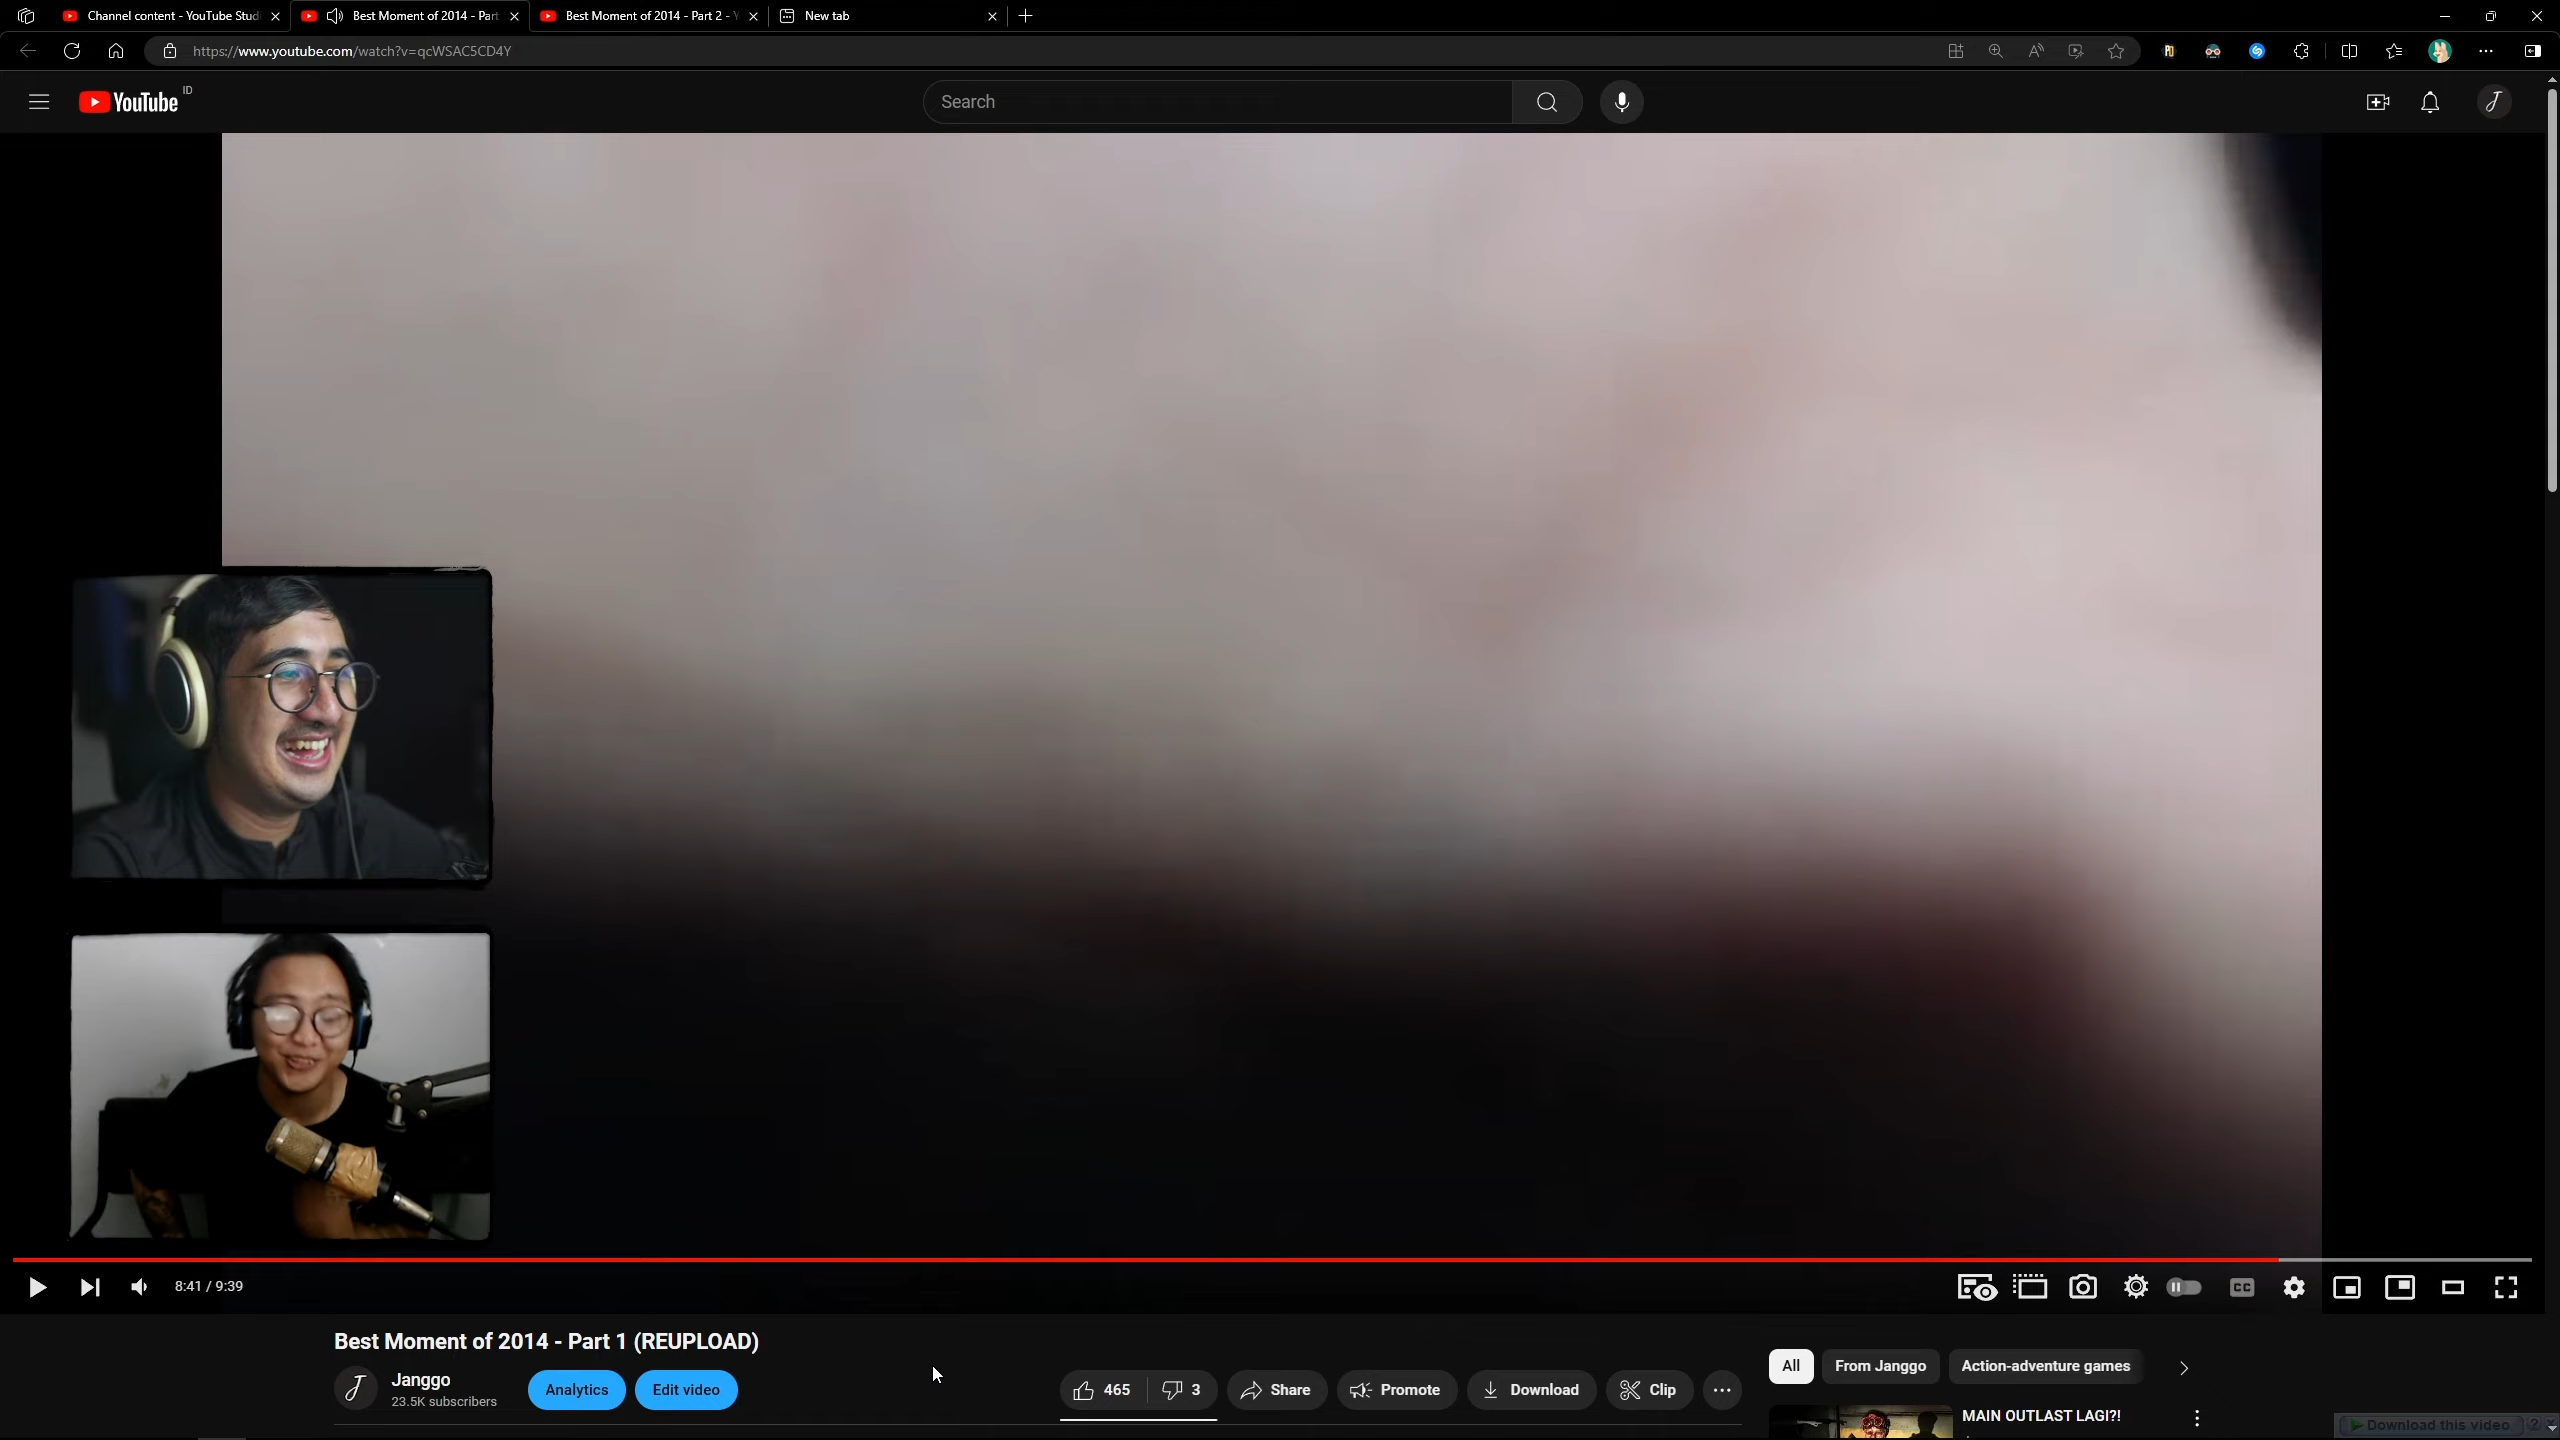 Channel content - YouTube Studi
Best Moment of 2014 - Part
Best Moment of 2014 - Part 2 - Y
New tab
https://www.youtube.com/watch?v=qcWSAC5CD4Y
YouTube ID
Search
8:41 / 9:39
CC
Best Moment of 2014 - Part 1 (REUPLOAD)
Janggo
23.5K subscribers
Analytics
Edit video
465
3
Share
Promote
Download
Clip
All
From Janggo
Action-adventure games
MAIN OUTLAST LAGI?!
Download this video